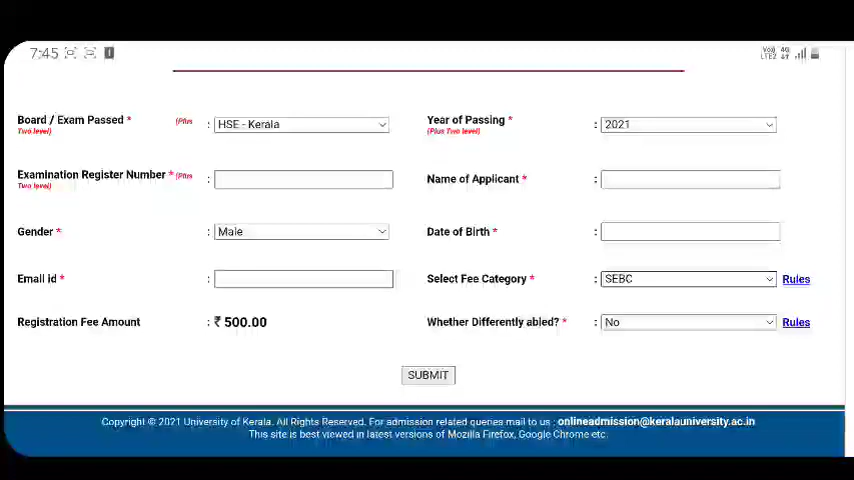 7:45
Vo)) 4G
LTE2
Board / Exam Passed * (Plus : HSE - Kerala Year of Passing * : 2021
Two level) (Plus Two level)
Examination Register Number * (Plus : Name of Applicant * :
Two level)
Gender * : Male Date of Birth * :
Email id * : Select Fee Category * : SEBC Rules
Registration Fee Amount : ₹ 500.00 Whether Differently abled? * : No Rules
SUBMIT
Copyright © 2021 University of Kerala. All Rights Reserved. For admission related queries mail to us : onlineadmission@keralauniversity.ac.in
This site is best viewed in latest versions of Mozilla Firefox, Google Chrome etc.